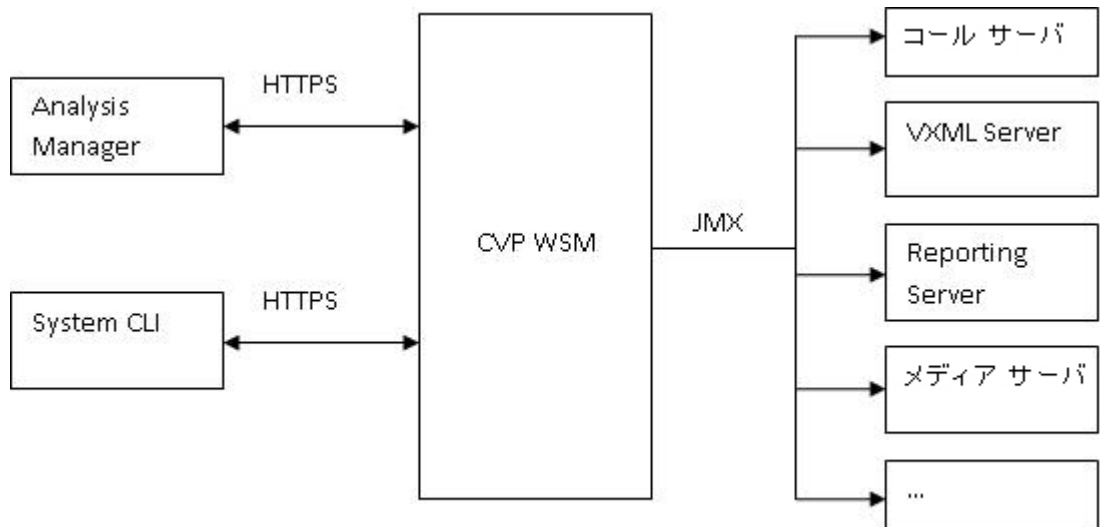 Analysis
Manager
HTTPS
System CLI
HTTPS
CVP WSM
JMX
コール サーバ
VXML Server
Reporting
Server
メディア サーバ
...